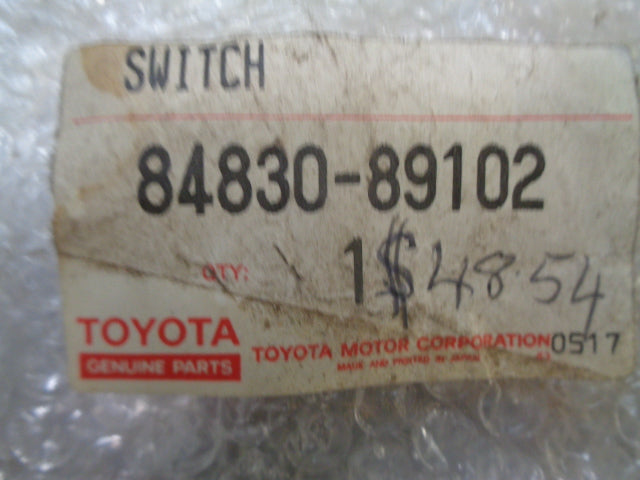 SWITCH
84830-89102
QTY: 1 $48.54
TOYOTA
GENUINE PARTS
TOYOTA MOTOR CORPORATION 0517
MADE AND PRINTED IN JAPAN